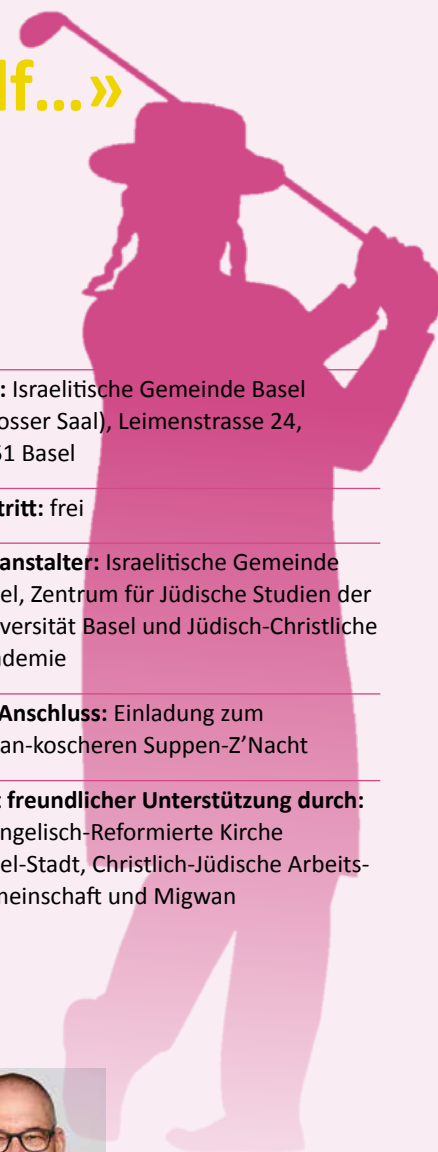 lf...»
: Israelitische Gemeinde Basel
osser Saal), Leimenstrasse 24,
51 Basel
tritt: frei
anstalter: Israelitische Gemeinde
el, Zentrum für Jüdische Studien der
versität Basel und Jüdisch-Christliche
demie
Anschluss: Einladung zum
an-koscheren Suppen-Z’Nacht
t freundlicher Unterstützung durch:
ngelisch-Reformierte Kirche
el-Stadt, Christlich-Jüdische Arbeits-
meinschaft und Migwan